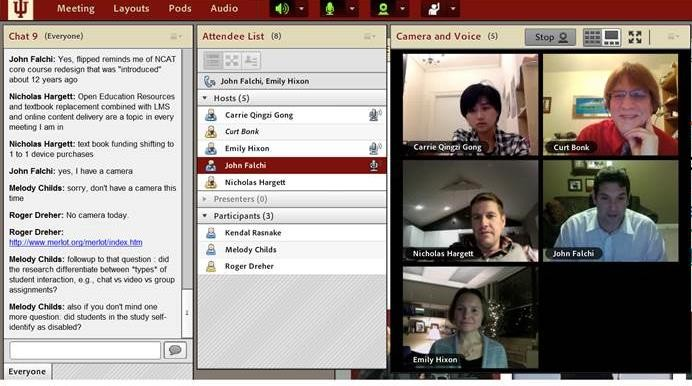 Meeting Layouts Pods Audio
Chat 9 (Everyone)
John Falchi: Yes, flipped reminds me of NCAT
core course redesign that was "introduced"
about 12 years ago
Nicholas Hargett: Open Education Resources
and textbook replacement combined with LMS
and online content delivery are a topic in every
meeting I am in
Nicholas Hargett: text book funding shifting to
1 to 1 device purchases
John Falchi: yes, I have a camera
Melody Childs: sorry, don't have a camera this
time
Roger Dreher: No camera today.
Roger Dreher:
http://www.merlot.org/merlot/index.htm
Melody Childs: followup to that question : did
the research differentiate between *types* of
student interaction, e.g., chat vs video vs group
assignments?
Melody Childs: also if you don't mind one
more question: did students in the study self-
identify as disabled?
Everyone
Attendee List (8)
John Falchi, Emily Hixon
Hosts (5)
Carrie Qingzi Gong
Curt Bonk
Emily Hixon
John Falchi
Nicholas Hargett
Presenters (0)
Participants (3)
Kendal Rasnake
Melody Childs
Roger Dreher
Camera and Voice (5)
Stop
Carrie Qingzi Gong
Curt Bonk
Nicholas Hargett
John Falchi
Emily Hixon